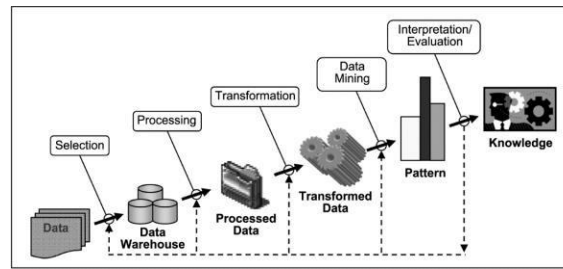 Interpretation/
Evaluation
Data
Mining
Transformation
Processing
Selection
Knowledge
Pattern
Transformed
Data
Processed
Data
Data
Warehouse
Data